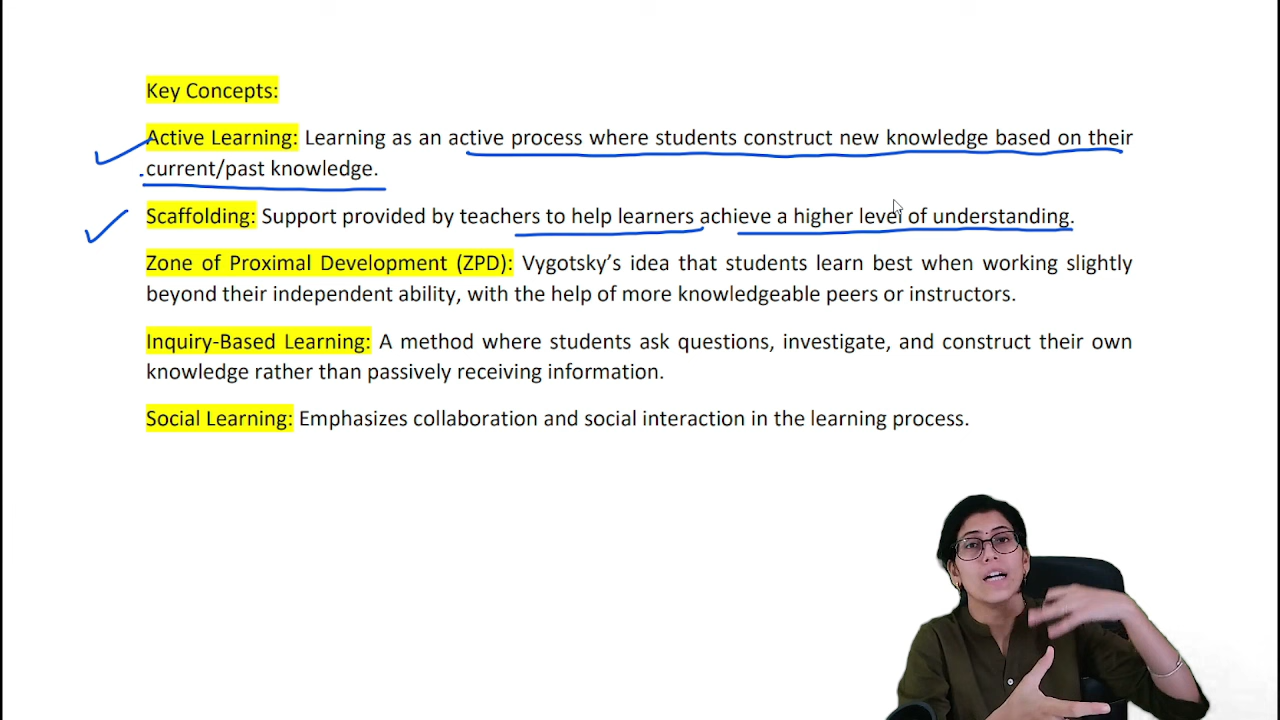 Key Concepts:
Active Learning: Learning as an active process where students construct new knowledge based on their
current/past knowledge.
Scaffolding: Support provided by teachers to help learners achieve a higher level of understanding.
Zone of Proximal Development (ZPD): Vygotsky’s idea that students learn best when working slightly
beyond their independent ability, with the help of more knowledgeable peers or instructors.
Inquiry-Based Learning: A method where students ask questions, investigate, and construct their own
knowledge rather than passively receiving information.
Social Learning: Emphasizes collaboration and social interaction in the learning process.